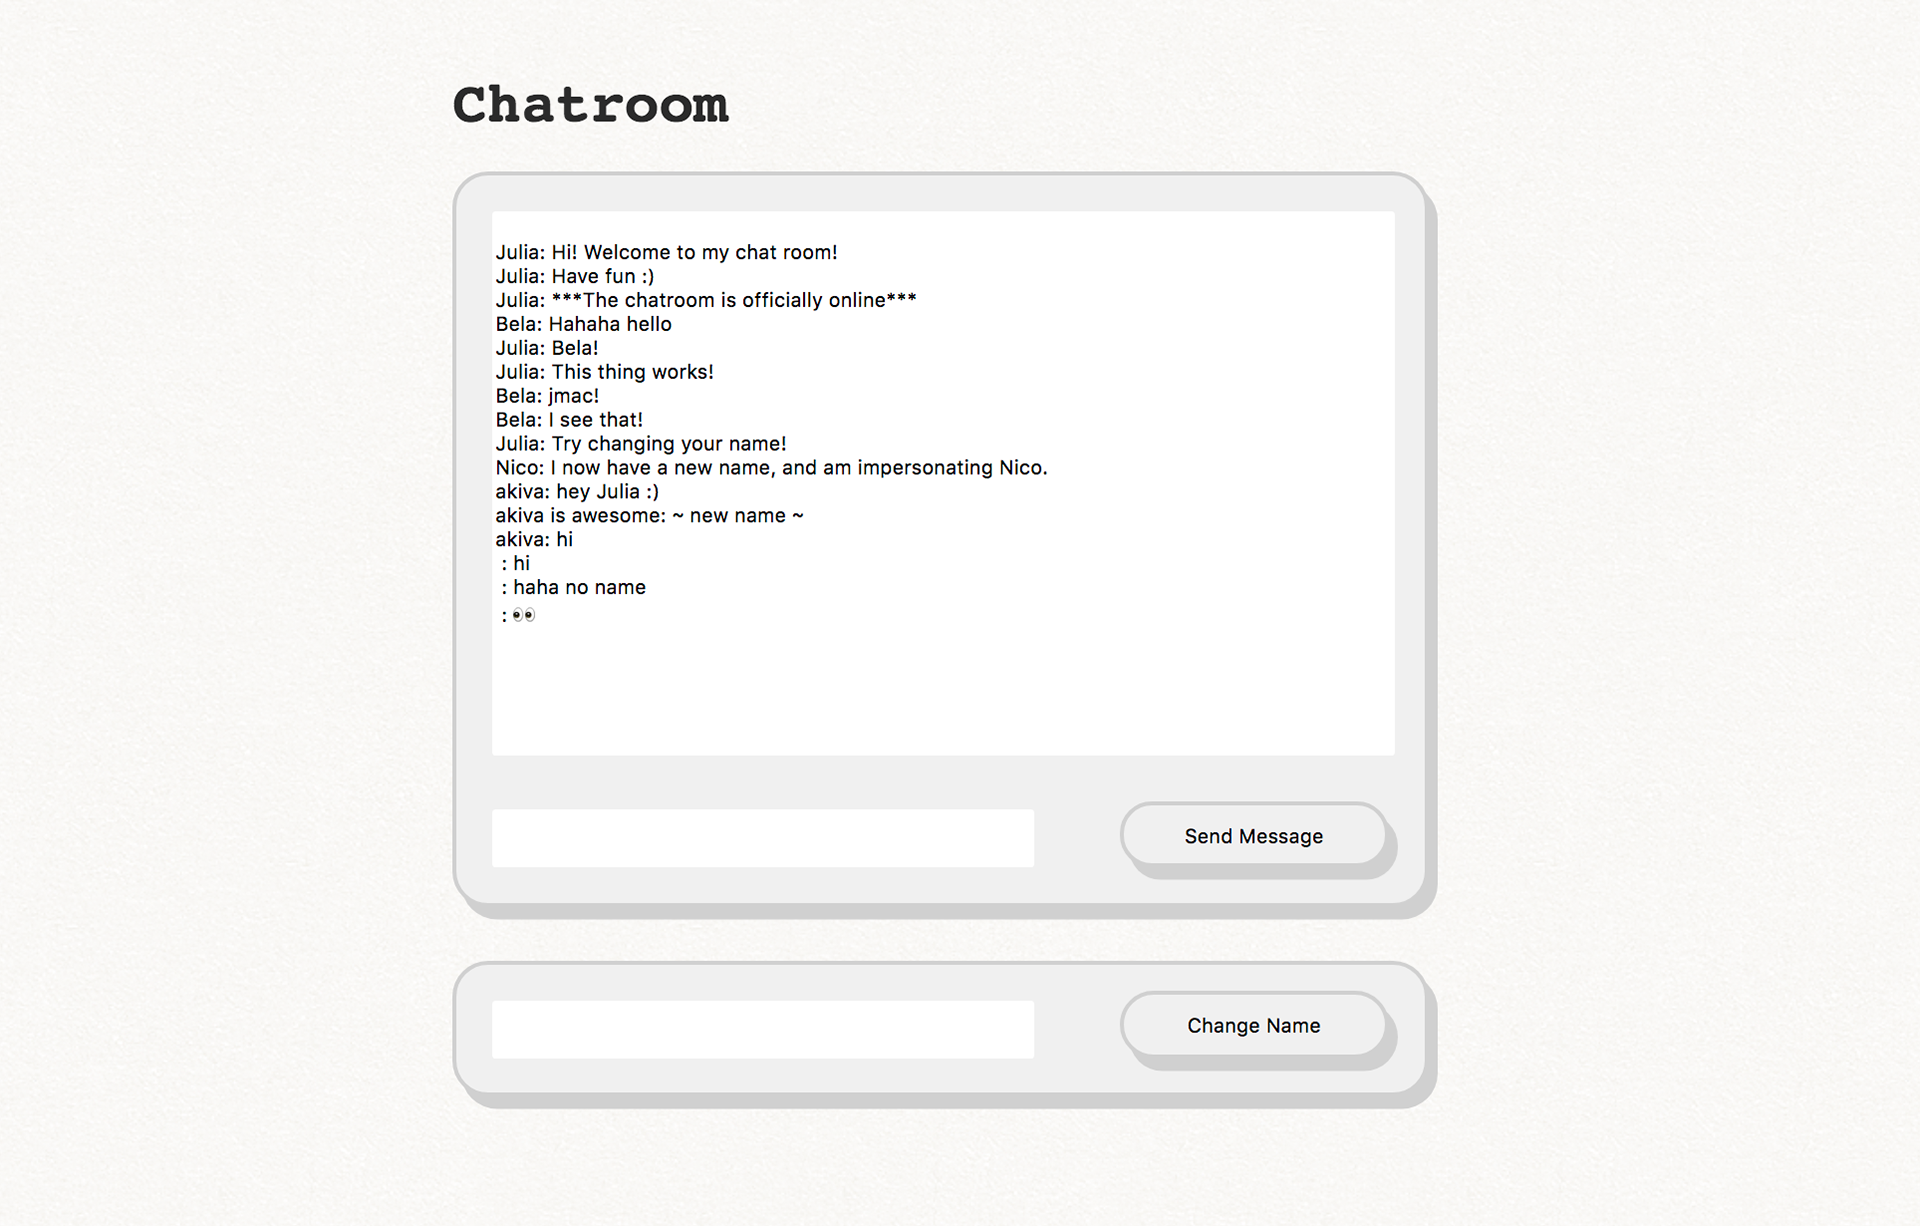 Chatroom
Julia: Hi! Welcome to my chat room!
Julia: Have fun :)
Julia: ***The chatroom is officially online***
Bela: Hahaha hello
Julia: Bela!
Julia: This thing works!
Bela: jmac!
Bela: I see that!
Julia: Try changing your name!
Nico: I now have a new name, and am impersonating Nico.
akiva: hey Julia :)
akiva is awesome: ~ new name ~
akiva: hi
: hi
: haha no name
: 👀
Send Message
Change Name